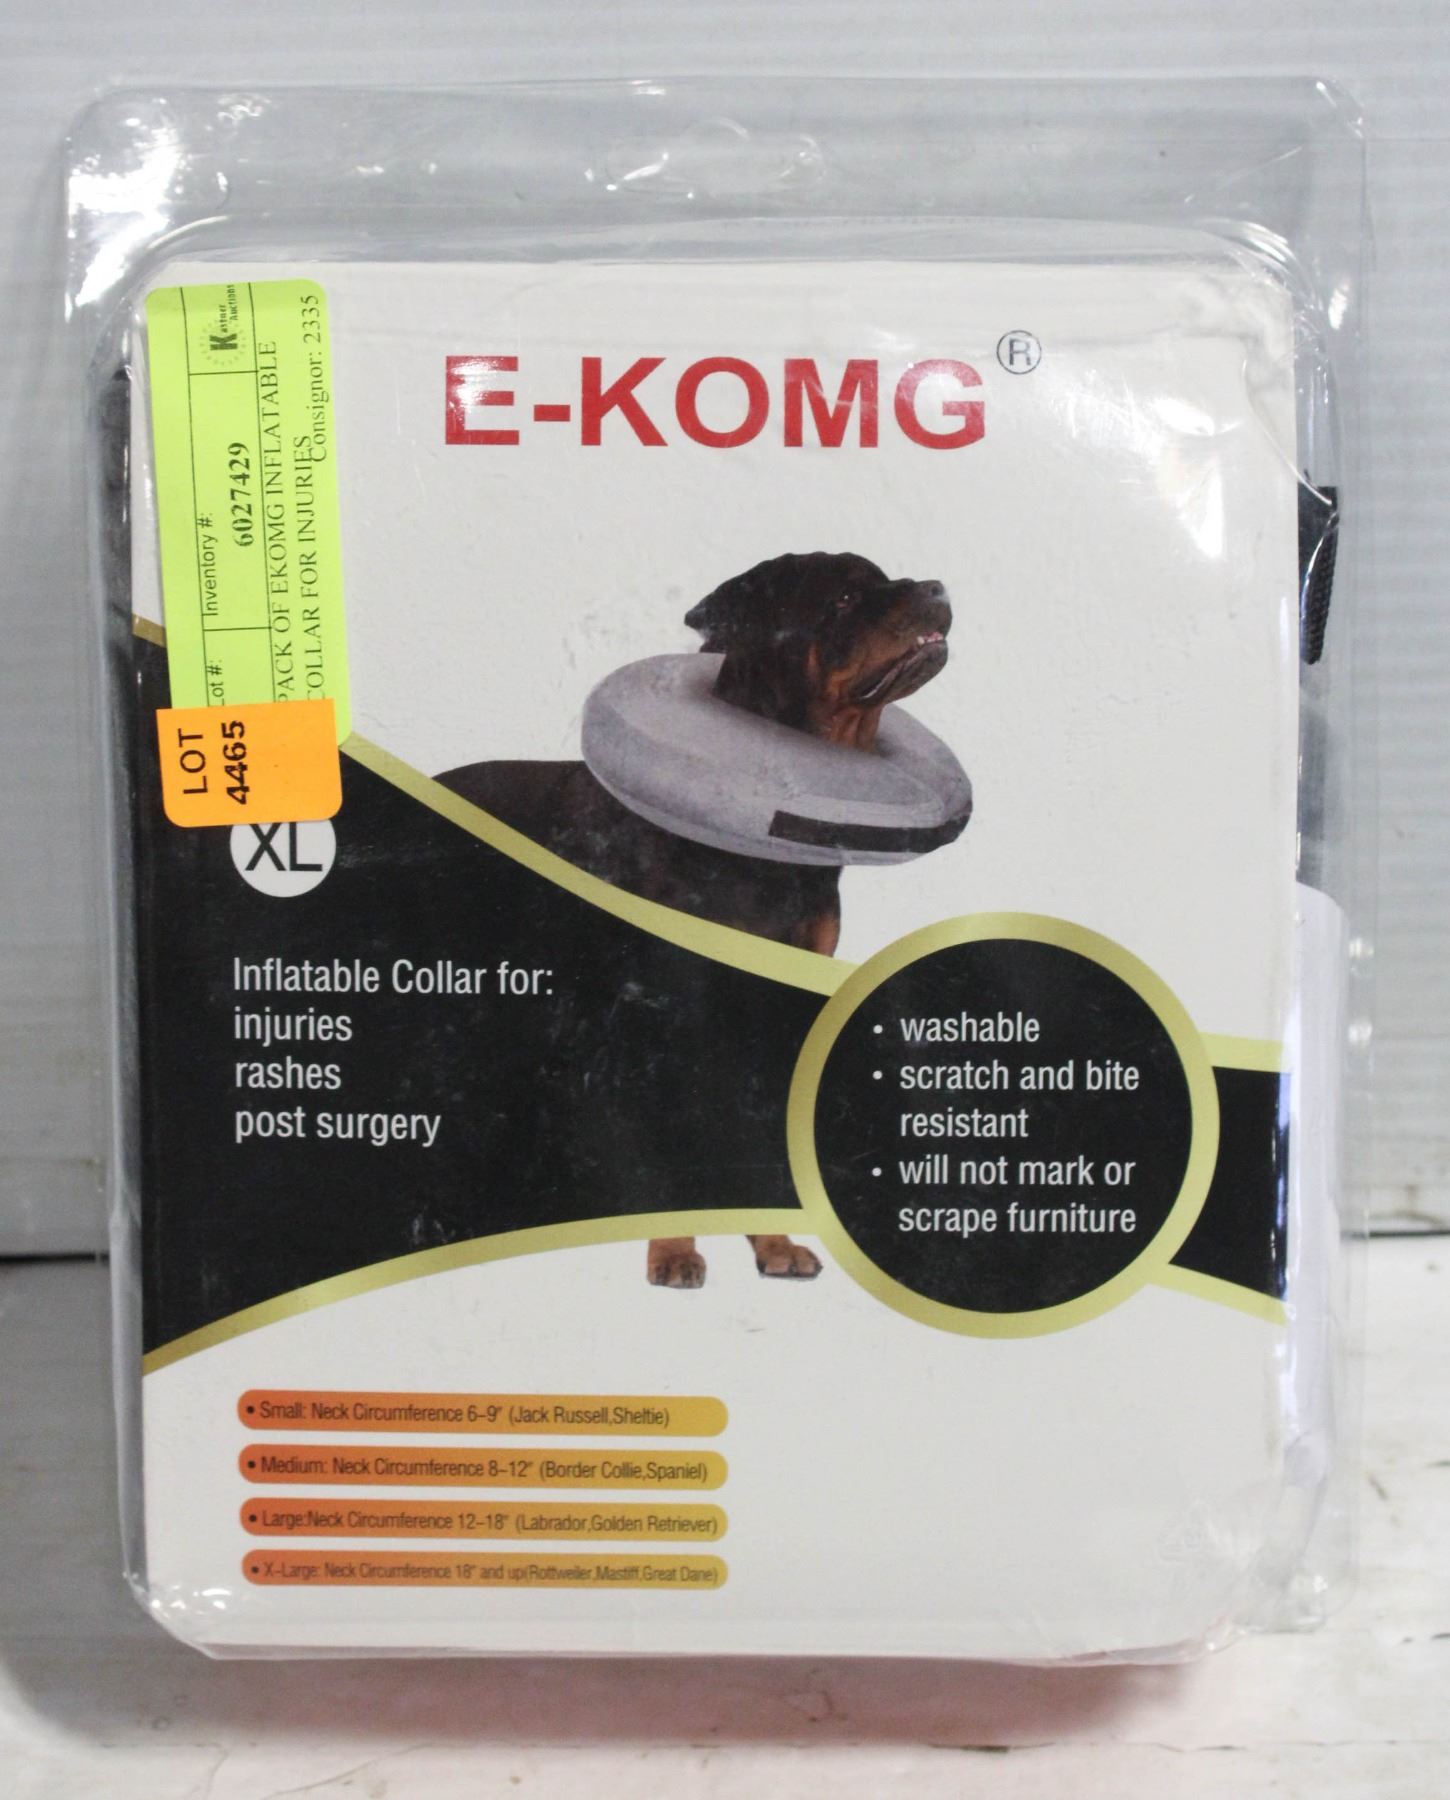 E-KOMG®
Kastner
Auctions
Lot #:
Inventory #:
6027429
PACK OF EKOMG INFLATABLE
COLLAR FOR INJURIES
Consignor: 2335
LOT
4465
XL
Inflatable Collar for:
injuries
rashes
post surgery
• washable
• scratch and bite
resistant
• will not mark or
scrape furniture
• Small: Neck Circumference 6–9" (Jack Russell,Sheltie)
• Medium: Neck Circumference 8–12" (Border Collie,Spaniel)
• Large:Neck Circumference 12–18" (Labrador,Golden Retriever)
• X–Large: Neck Circumference 18" and up(Rottweiler,Mastiff,Great Dane)